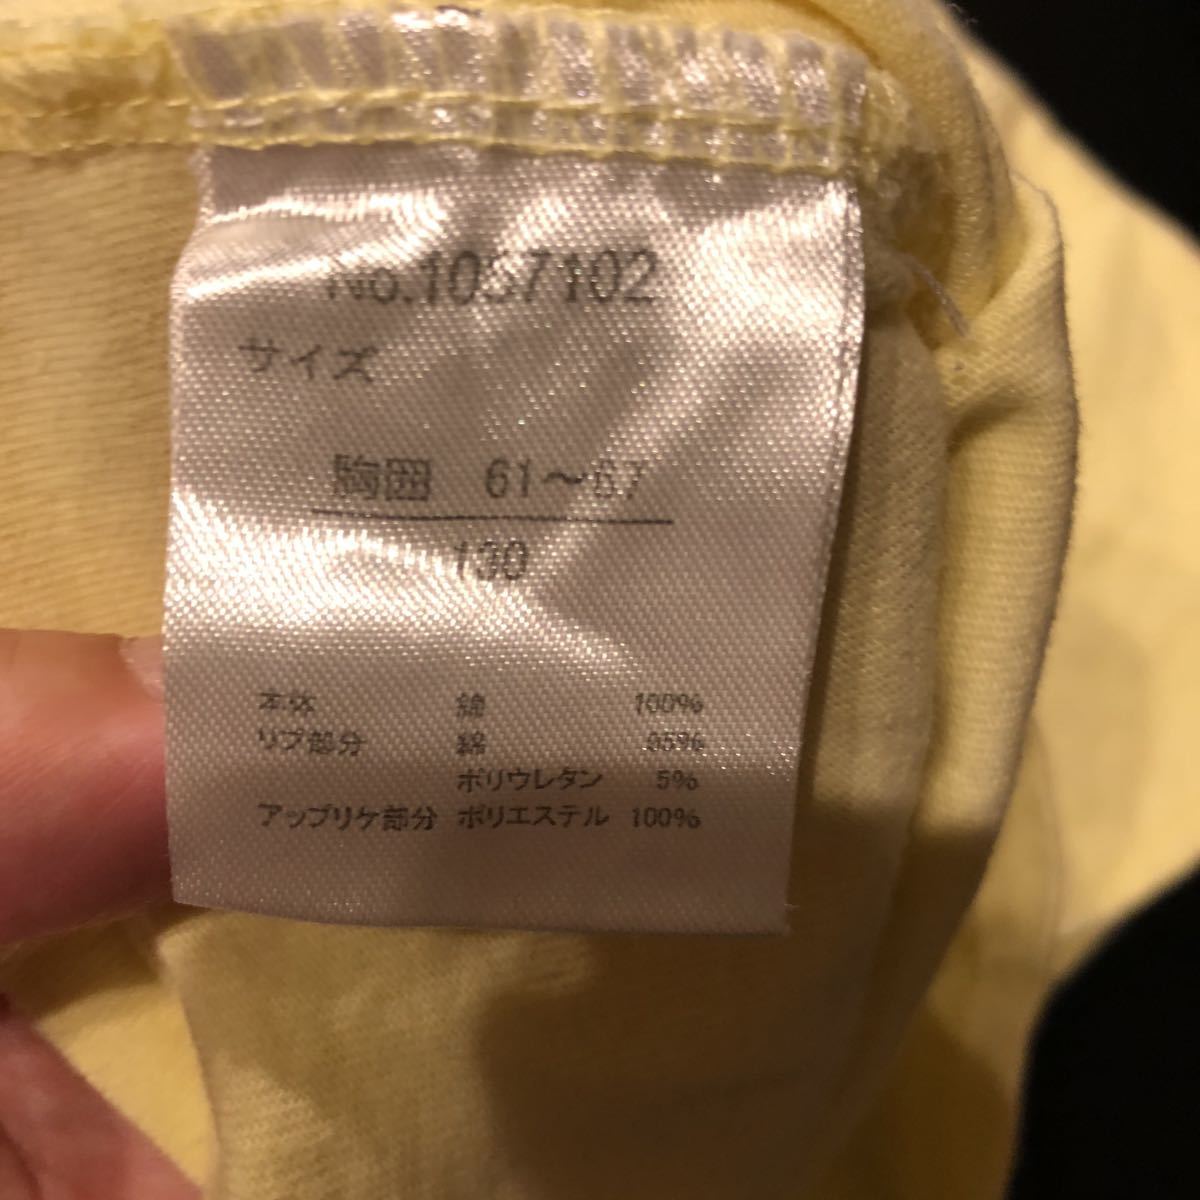 No.1037102
サイズ
胸囲 61～67
130
本体 綿 100%
リブ部分 綿 95%
ポリウレタン 5%
アップリケ部分 ポリエステル 100%